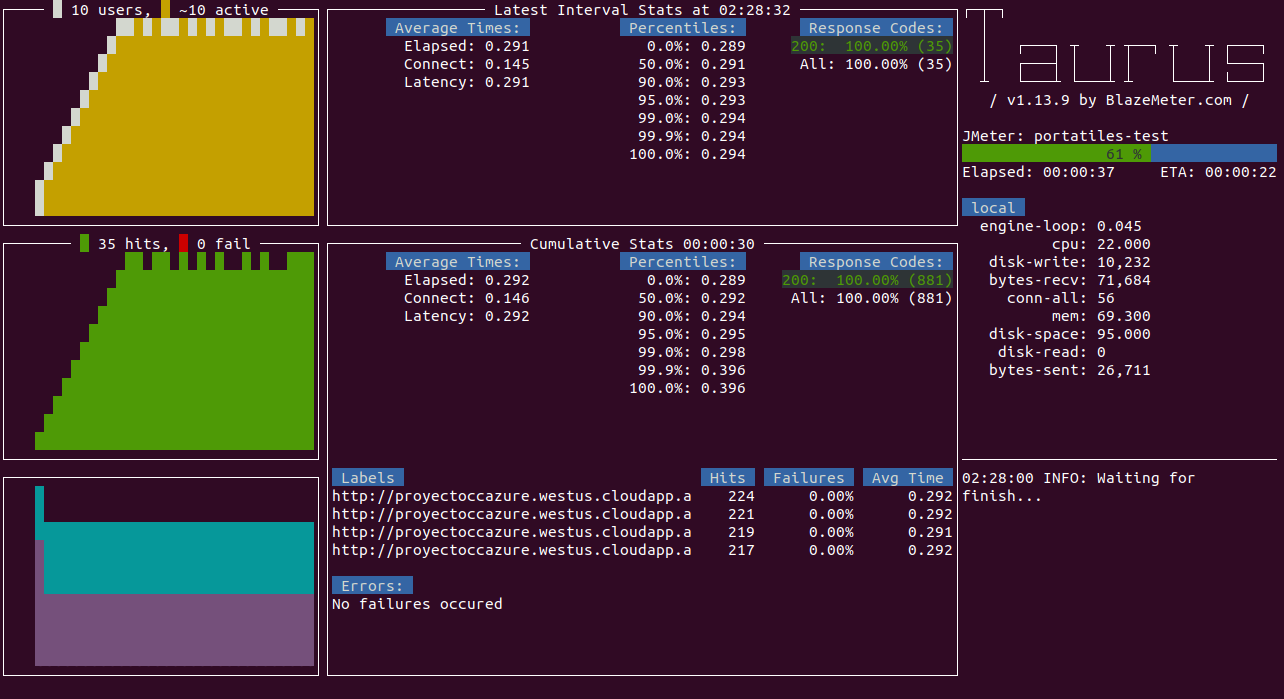 10 users, ~10 active
35 hits, 0 fail
Latest Interval Stats at 02:28:32
Average Times: Percentiles: Response Codes:
Elapsed: 0.291 0.0%: 0.289 200: 100.00% (35)
Connect: 0.145 50.0%: 0.291 All: 100.00% (35)
Latency: 0.291 90.0%: 0.293
95.0%: 0.293
99.0%: 0.294
99.9%: 0.294
100.0%: 0.294
Cumulative Stats 00:00:30
Average Times: Percentiles: Response Codes:
Elapsed: 0.292 0.0%: 0.289 200: 100.00% (881)
Connect: 0.146 50.0%: 0.292 All: 100.00% (881)
Latency: 0.292 90.0%: 0.294
95.0%: 0.295
99.0%: 0.298
99.9%: 0.396
100.0%: 0.396
Labels Hits Failures Avg Time
http://proyectoccazure.westus.cloudapp.a 224 0.00% 0.292
http://proyectoccazure.westus.cloudapp.a 221 0.00% 0.292
http://proyectoccazure.westus.cloudapp.a 219 0.00% 0.291
http://proyectoccazure.westus.cloudapp.a 217 0.00% 0.292
Errors:
No failures occured
Taurus
/ v1.13.9 by BlazeMeter.com /
JMeter: portatiles-test
61 %
Elapsed: 00:00:37 ETA: 00:00:22
local
engine-loop: 0.045
cpu: 22.000
disk-write: 10,232
bytes-recv: 71,684
conn-all: 56
mem: 69.300
disk-space: 95.000
disk-read: 0
bytes-sent: 26,711
02:28:00 INFO: Waiting for
finish...